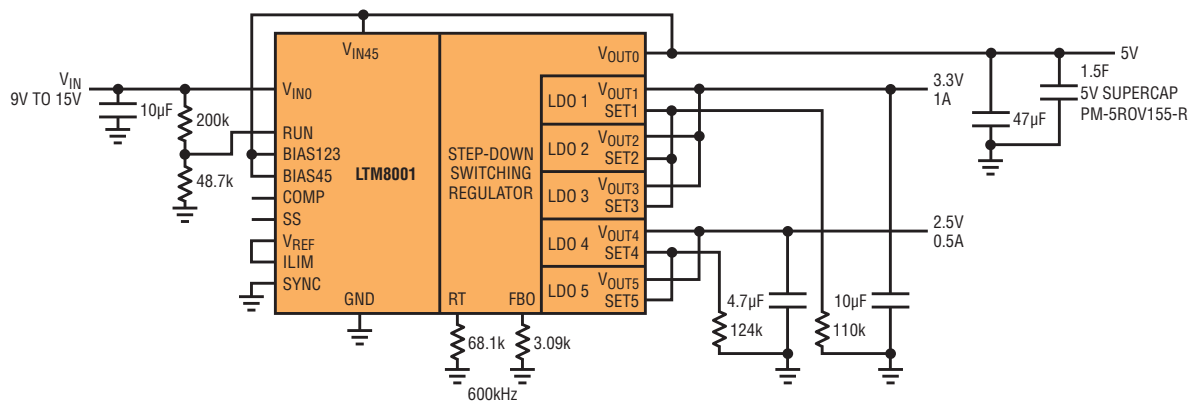 VIN
9V TO 15V
10µF
200k
48.7k
VIN45
VIN0
RUN
BIAS123
BIAS45
COMP
SS
VREF
ILIM
SYNC
GND
LTM8001
STEP-DOWN
SWITCHING
REGULATOR
RT
FBO
68.1k
3.09k
600kHz
VOUT0
LDO 1
VOUT1
SET1
LDO 2
VOUT2
SET2
LDO 3
VOUT3
SET3
LDO 4
VOUT4
SET4
LDO 5
VOUT5
SET5
5V
3.3V
1A
47µF
1.5F
5V SUPERCAP
PM-5ROV155-R
2.5V
0.5A
4.7µF
124k
10µF
110k